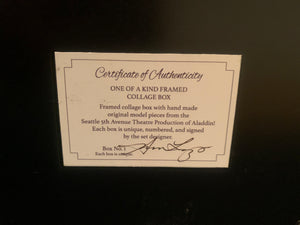 Certificate of Authenticity
ONE OF A KIND FRAMED
COLLAGE BOX
Framed collage box with hand made
original model pieces from the
Seattle 5th Avenue Theatre Production of Aladdin!
Each box is unique, numbered, and signed
by the set designer.
Box No. 1
Each box is unique.